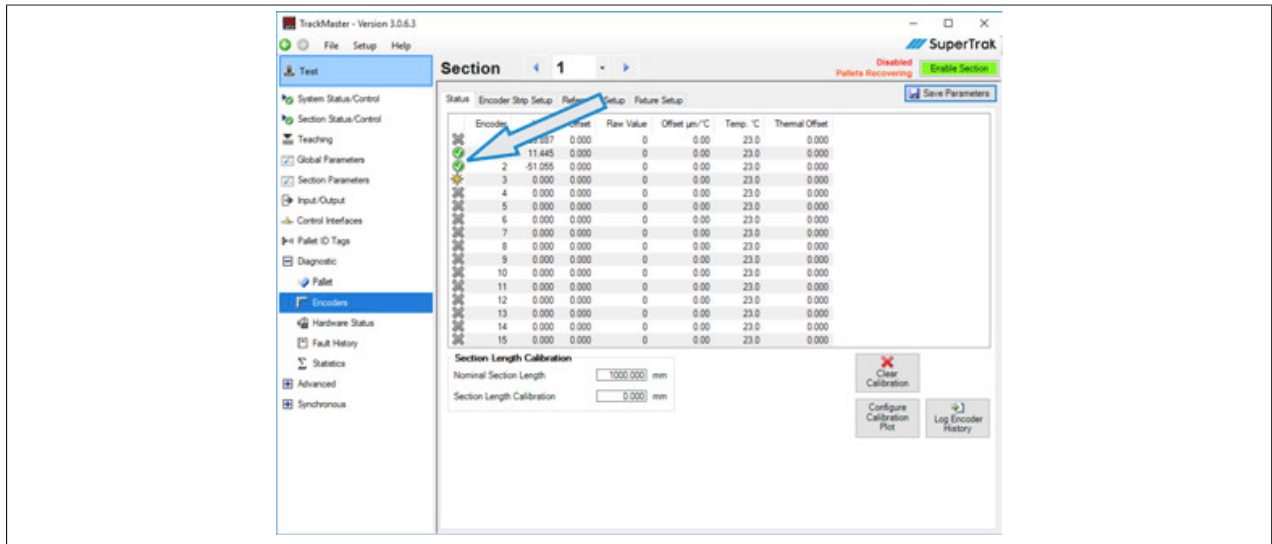 TrackMaster - Version 3.0.6.3
File Setup Help
SuperTrak
Test
Section 1
Disabled
Pallets Recovering
Enable Section
Save Parameters
System Status/Control
Section Status/Control
Teaching
Global Parameters
Section Parameters
Input/Output
Control Interfaces
Pallet ID Tags
Diagnostic
Pallet
Encoders
Hardware Status
Fault History
Statistics
Advanced
Synchronous
Status Encoder Strip Setup Setup Fixture Setup
Encoder Offset Raw Value Offset µm/°C Temp. °C Thermal Offset
0.000 0 0.00 23.0 0.000
11.445 0.000 0 0.00 23.0 0.000
2 -51.055 0.000 0 0.00 23.0 0.000
3 0.000 0.000 0 0.00 23.0 0.000
4 0.000 0.000 0 0.00 23.0 0.000
5 0.000 0.000 0 0.00 23.0 0.000
6 0.000 0.000 0 0.00 23.0 0.000
7 0.000 0.000 0 0.00 23.0 0.000
8 0.000 0.000 0 0.00 23.0 0.000
9 0.000 0.000 0 0.00 23.0 0.000
10 0.000 0.000 0 0.00 23.0 0.000
11 0.000 0.000 0 0.00 23.0 0.000
12 0.000 0.000 0 0.00 23.0 0.000
13 0.000 0.000 0 0.00 23.0 0.000
14 0.000 0.000 0 0.00 23.0 0.000
15 0.000 0.000 0 0.00 23.0 0.000
Section Length Calibration
Nominal Section Length 1000.000 mm
Section Length Calibration 0.000 mm
Clear
Calibration
Configure
Calibration
Plot
Log Encoder
History